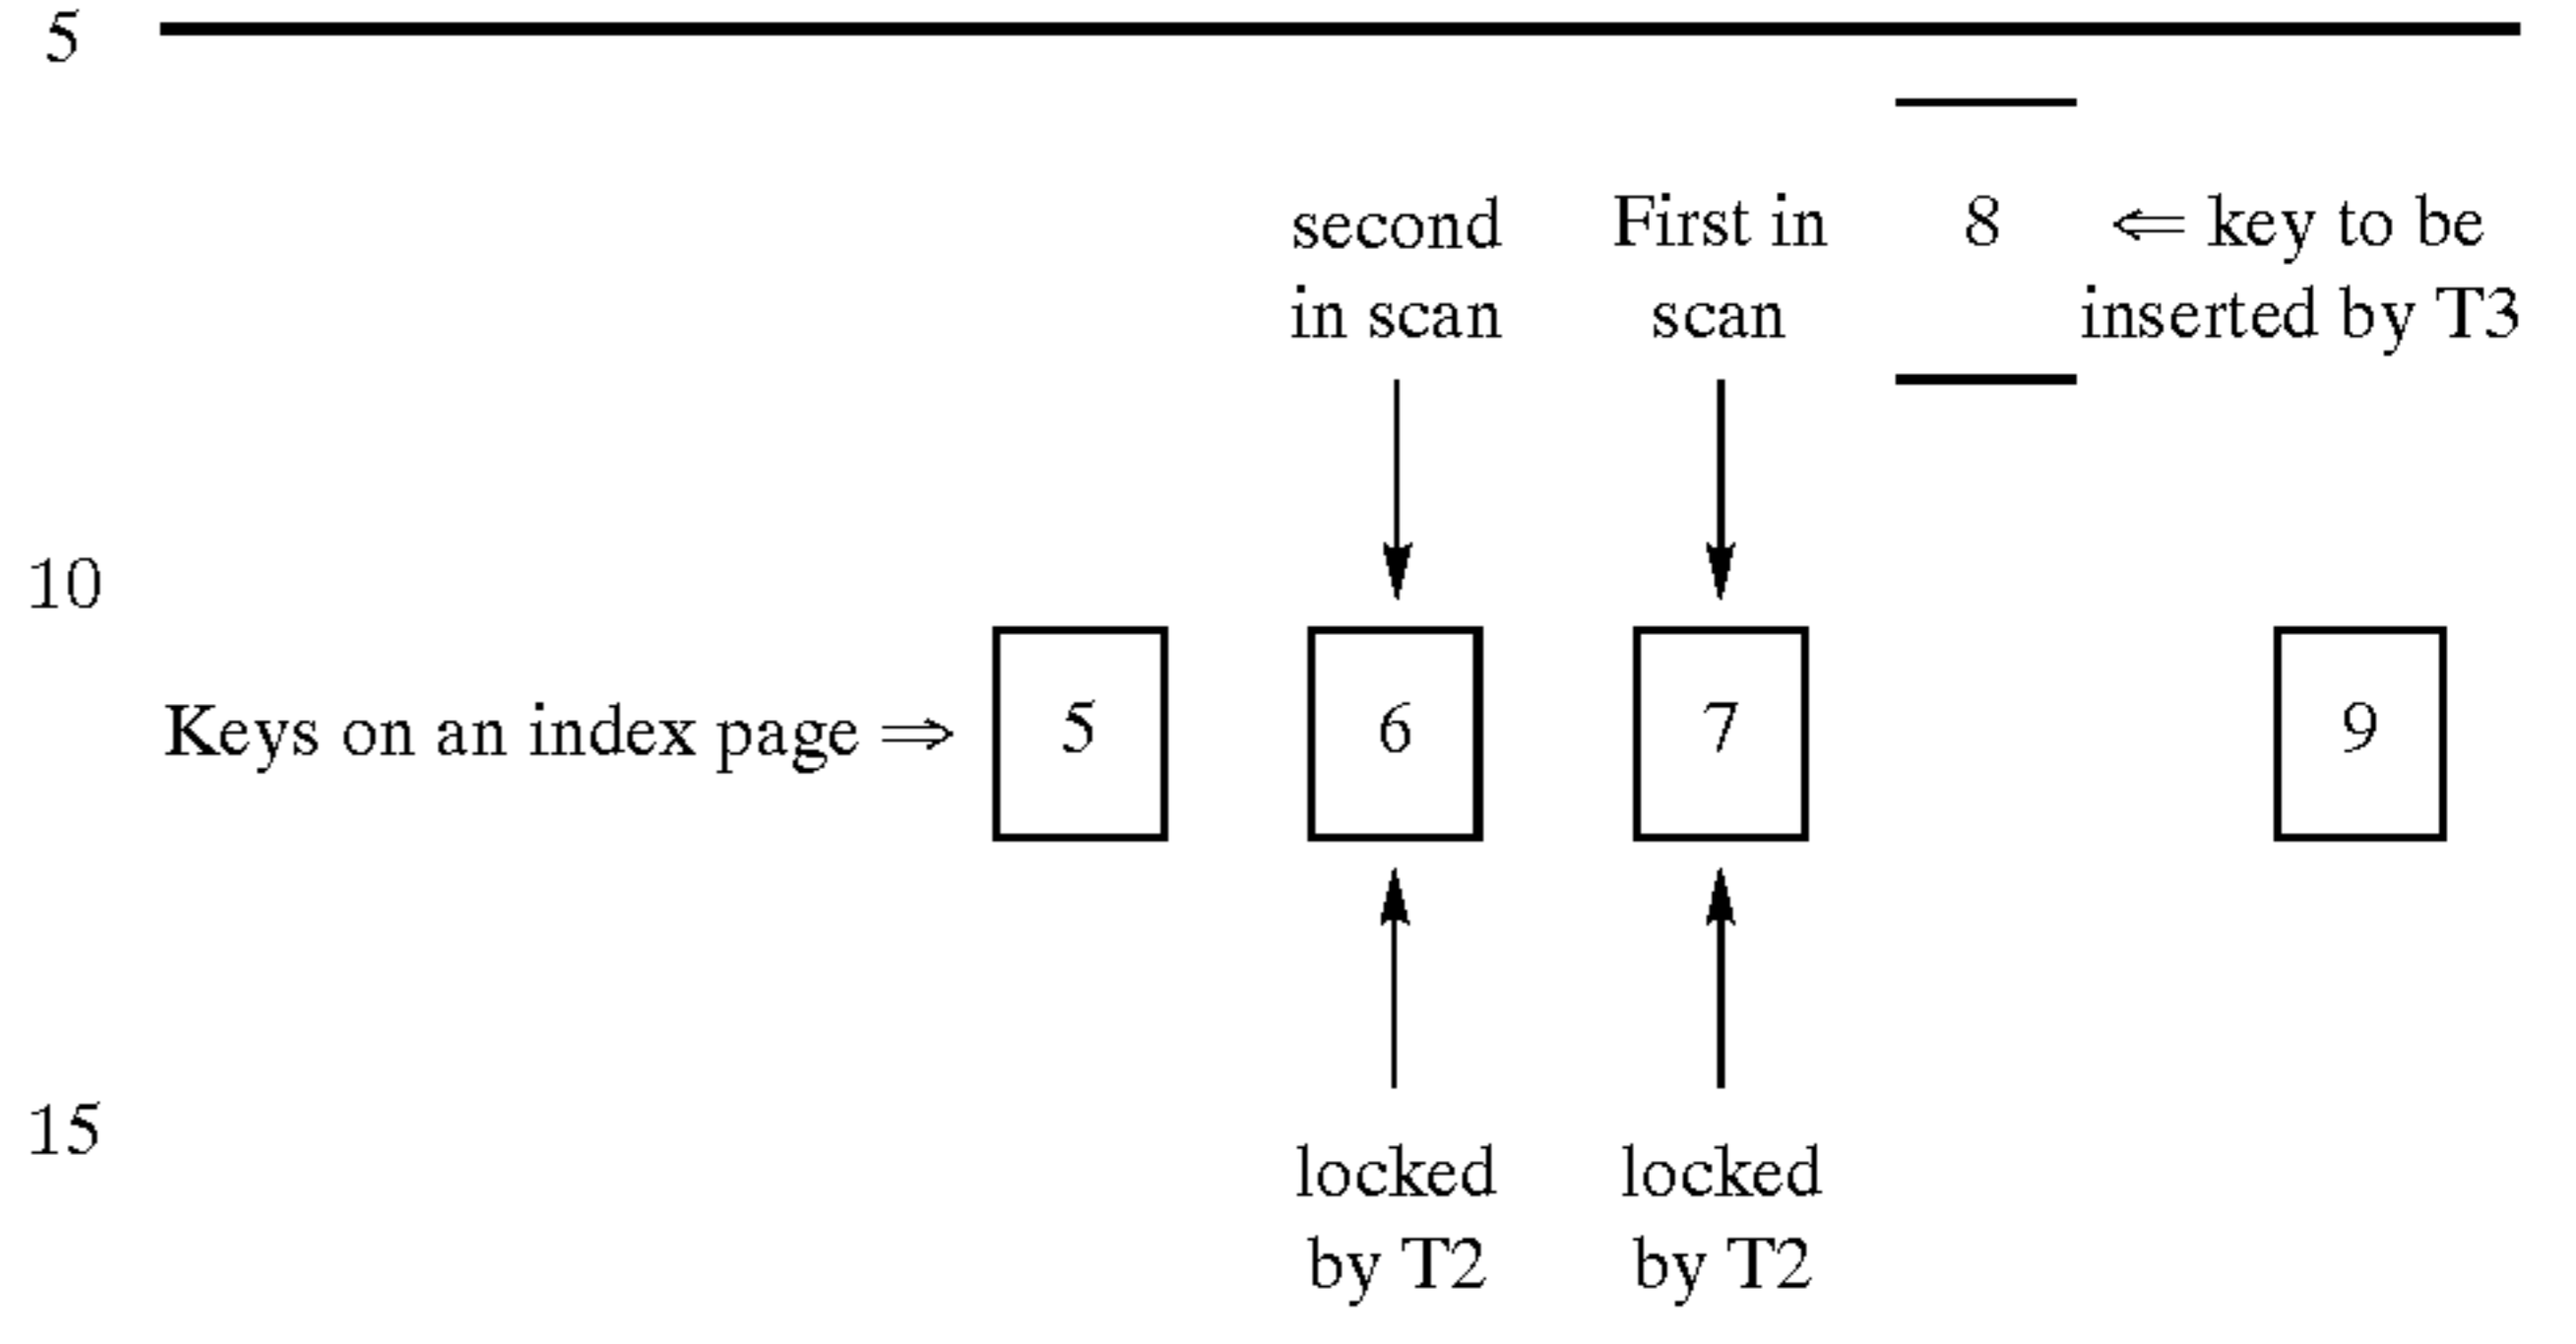 5
second First in 8 ⇐ key to be
in scan scan inserted by T3
10
Keys on an index page ⇒ 5 6 7 9
15
locked locked
by T2 by T2